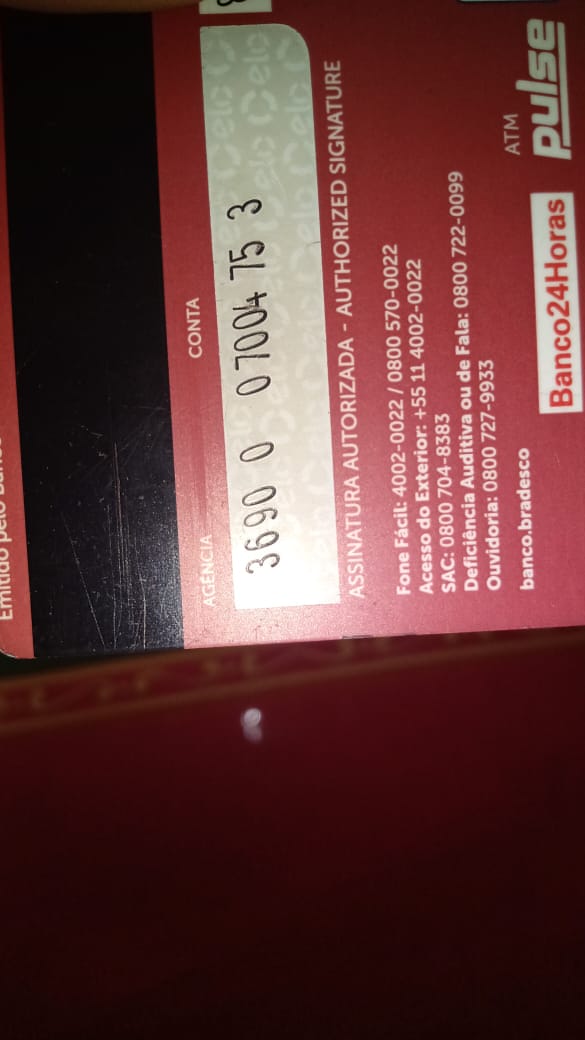 Emitido pelo
AGÊNCIA CONTA
3690 0 0700475 3
ASSINATURA AUTORIZADA - AUTHORIZED SIGNATURE
Fone Fácil: 4002-0022 / 0800 570-0022
Acesso do Exterior: +55 11 4002-0022
SAC: 0800 704-8383
Deficiência Auditiva ou de Fala: 0800 722-0099
Ouvidoria: 0800 727-9933
banco.bradesco
ATM
pulse
Banco24Horas
elo